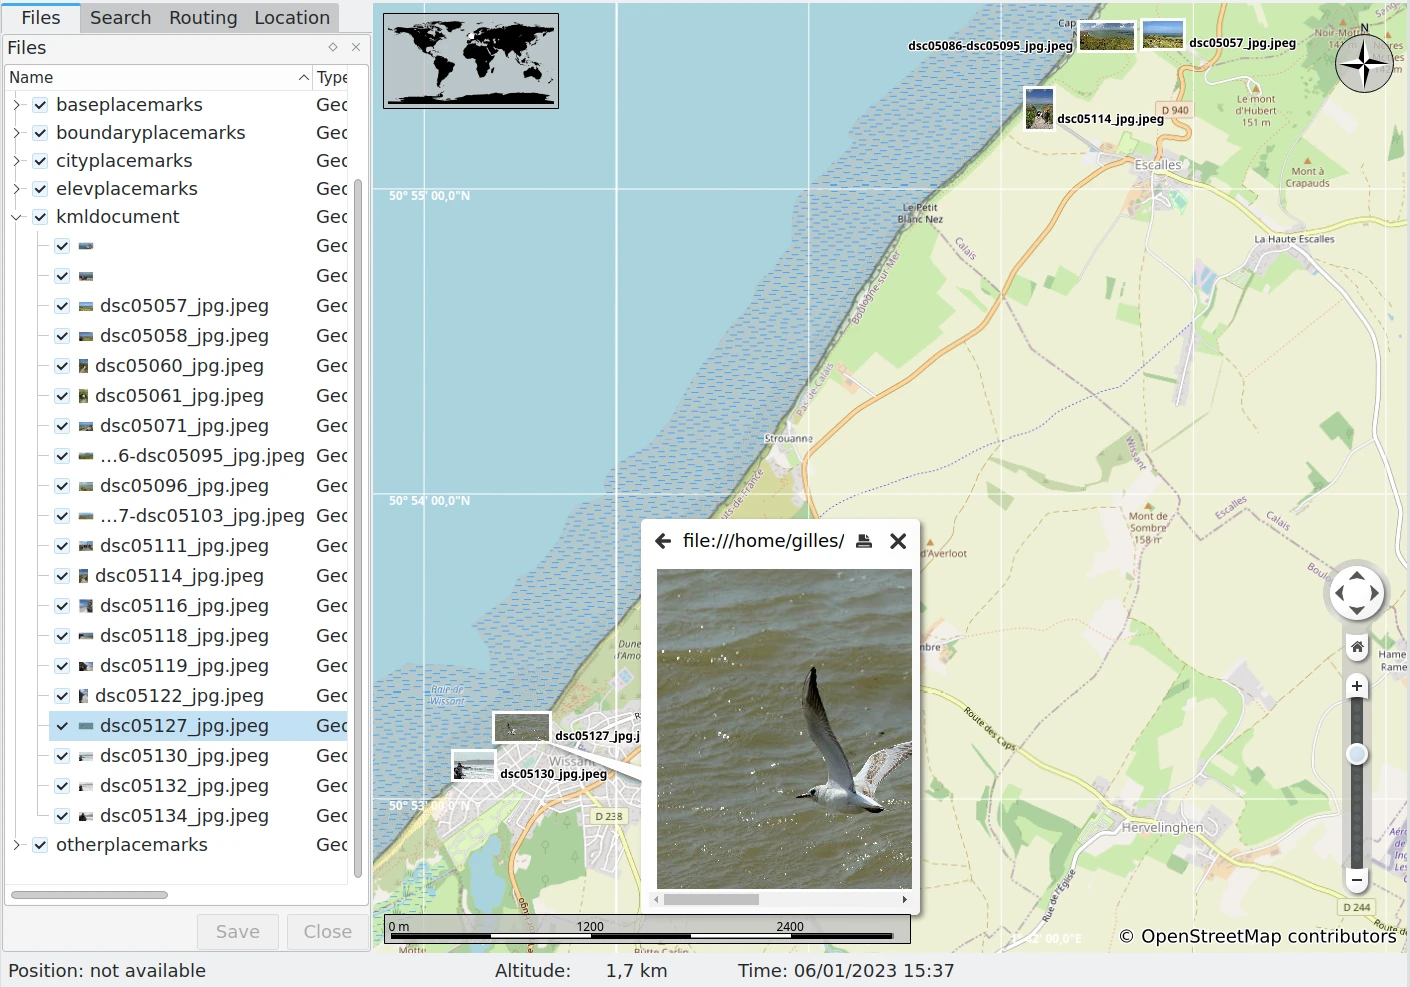 Files Search Routing Location
Files
Name Type
baseplacemarks Geo
boundaryplacemarks Geo
cityplacemarks Geo
elevplacemarks Geo
kmldocument Geo
Geo
Geo
dsc05057_jpg.jpeg Geo
dsc05058_jpg.jpeg Geo
dsc05060_jpg.jpeg Geo
dsc05061_jpg.jpeg Geo
dsc05071_jpg.jpeg Geo
...6-dsc05095_jpg.jpeg Geo
dsc05096_jpg.jpeg Geo
...7-dsc05103_jpg.jpeg Geo
dsc05111_jpg.jpeg Geo
dsc05114_jpg.jpeg Geo
dsc05116_jpg.jpeg Geo
dsc05118_jpg.jpeg Geo
dsc05119_jpg.jpeg Geo
dsc05122_jpg.jpeg Geo
dsc05127_jpg.jpeg Geo
dsc05130_jpg.jpeg Geo
dsc05132_jpg.jpeg Geo
dsc05134_jpg.jpeg Geo
otherplacemarks Geo
Save Close
Cap
dsc05086-dsc05095_jpg.jpeg
dsc05057_jpg.jpeg
N
dsc05114_jpg.jpeg
D 940
Le mont
d'Hubert
151 m
Escalles
Mont à
Crapauds
50° 55' 00,0"N
Le Petit
Blanc Nez
La Haute Escalles
Calais
Boulogne-sur-Mer
Pas-de-Calais
Strouanne
Wissant
50° 54' 00,0"N
Escalles
Calais
Mont de
Sombre
158 m
d'Averloot
file:///home/gilles/
Dune
d'Amo
mbre
Hame
Rame
Baie de
Wissant
dsc05127_jpg.j
Wissant
dsc05130_jpg.jpeg
Route des Caps
50° 53' 00,0"N
D 238
Hervelinghen
Rue de l'Église
D 244
0 m 1200 2400
© OpenStreetMap contributors
Position: not available Altitude: 1,7 km Time: 06/01/2023 15:37